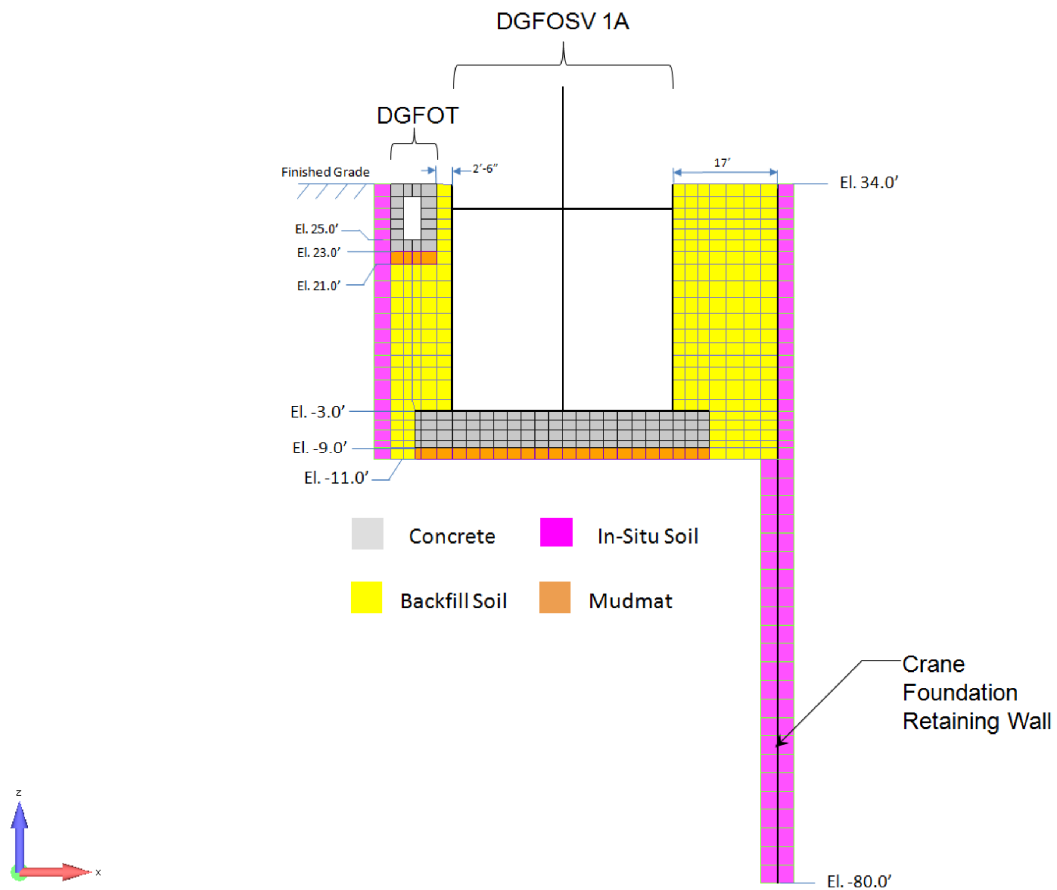 DGFOSV 1A
DGFOT
2'-6"
17'
Finished Grade
El. 34.0'
El. 25.0'
El. 23.0'
El. 21.0'
El. -3.0'
El. -9.0'
El. -11.0'
Concrete
In-Situ Soil
Backfill Soil
Mudmat
Crane
Foundation
Retaining Wall
z
x
El. -80.0'